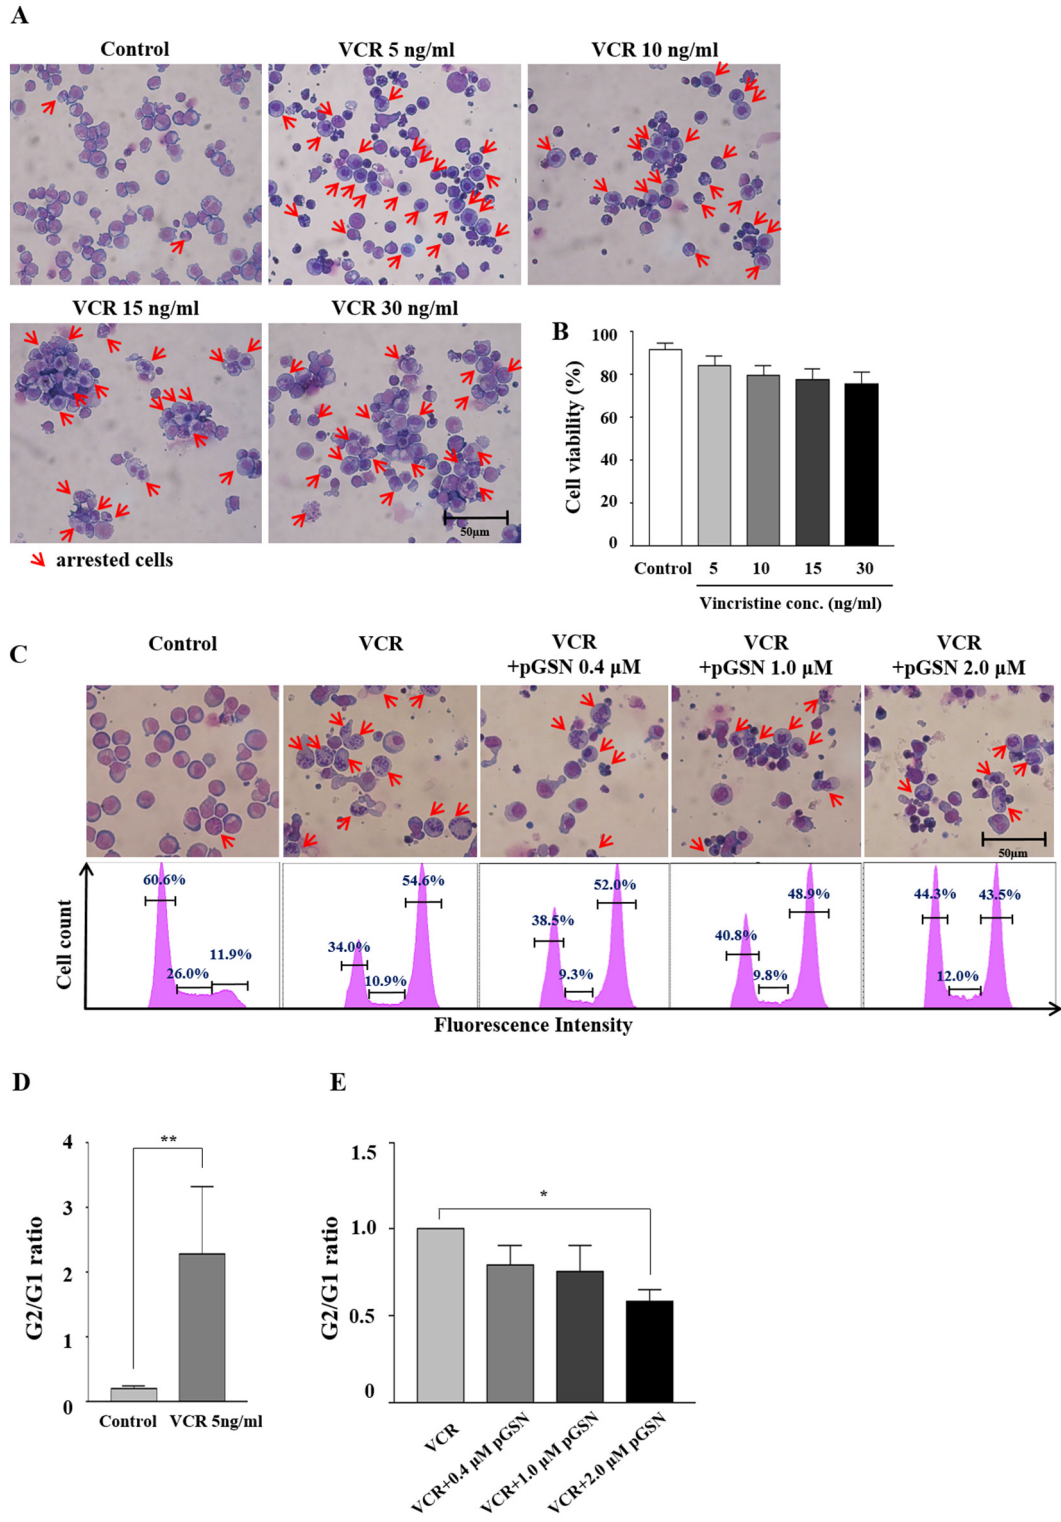 A
Control
VCR 5 ng/ml
VCR 10 ng/ml
VCR 15 ng/ml
VCR 30 ng/ml
50µm
arrested cells
B
Cell viability (%)
100
80
60
40
20
0
Control
5
10
15
30
Vincristine conc. (ng/ml)
C
Control
VCR
VCR
+pGSN 0.4 µM
VCR
+pGSN 1.0 µM
VCR
+pGSN 2.0 µM
50µm
Cell count
60.6%
26.0%
11.9%
34.0%
10.9%
54.6%
38.5%
9.3%
52.0%
40.8%
9.8%
48.9%
44.3%
12.0%
43.5%
Fluorescence Intensity
D
G2/G1 ratio
4
3
2
1
0
**
Control
VCR 5ng/ml
E
G2/G1 ratio
1.5
1.0
0.5
0
*
VCR
VCR+0.4 µM pGSN
VCR+1.0 µM pGSN
VCR+2.0 µM pGSN